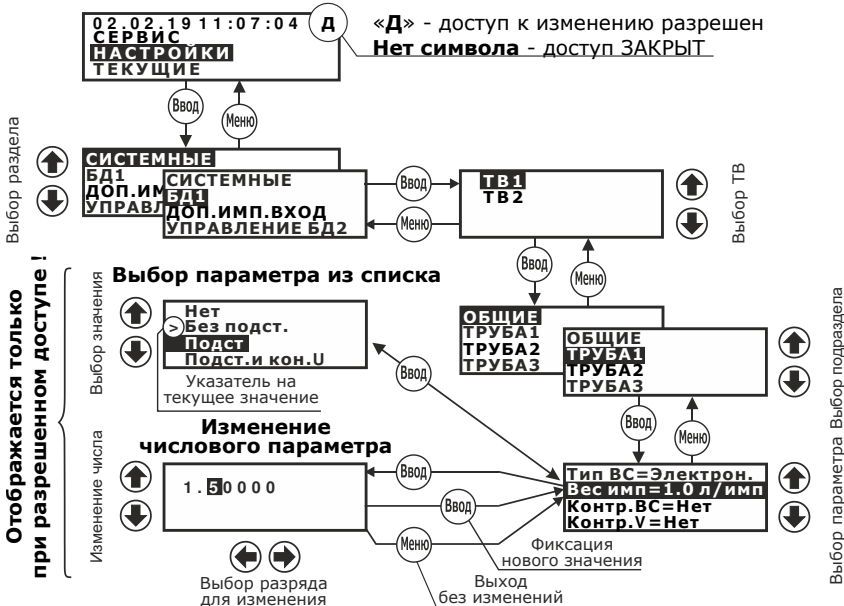 02.02.19 11:07:04
Д
СЕРВИС
НАСТРОЙКИ
ТЕКУЩИЕ
«Д» - доступ к изменению разрешен
Нет символа - доступ ЗАКРЫТ
Ввод
Меню
Выбор раздела
СИСТЕМНЫЕ
БД1
ДОП.ИМ
УПРАВЛ
СИСТЕМНЫЕ
БД1
ДОП.ИМП.ВХОД
УПРАВЛЕНИЕ БД2
Ввод
Меню
ТВ1
ТВ2
Выбор ТВ
Ввод
Меню
Отображается только
при разрешенном доступе !
Выбор параметра из списка
Выбор значения
Нет
> Без подст.
Подст
Подст.и кон.U
Указатель на
текущее значение
Ввод
ОБЩИЕ
ТРУБА1
ТРУБА2
ТРУБА3
ОБЩИЕ
ТРУБА1
ТРУБА2
ТРУБА3
Выбор подраздела
Ввод
Меню
Изменение
числового параметра
Изменение числа
1.50000
Ввод
Ввод
Меню
Тип ВС=Электрон.
Вес имп=1.0 л/имп
Контр.ВС=Нет
Контр.V=Нет
Выбор параметра
Фиксация
нового значения
Выход
без изменений
Выбор разряда
для изменения